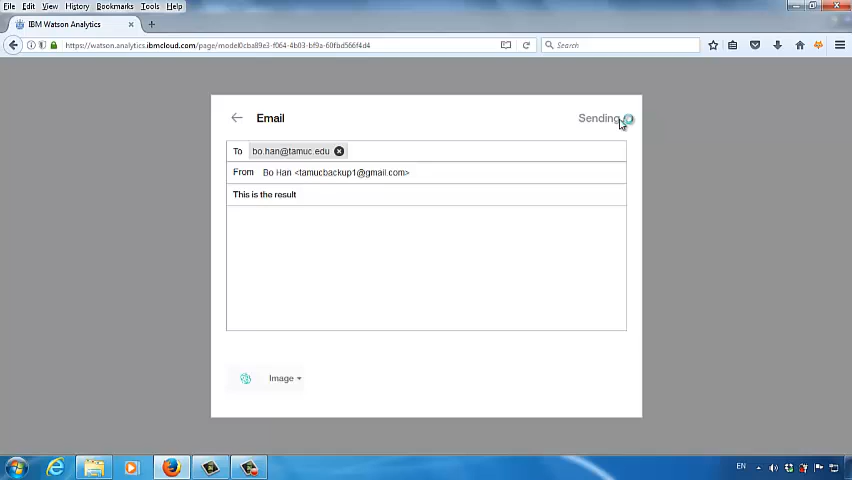 File Edit View History Bookmarks Tools Help
IBM Watson Analytics
https://watson.analytics.ibmcloud.com/page/model0cba89e3-f064-4b03-bf9a-60fbd566f4d4
Search
Email
Sending
To bo.han@tamuc.edu
From Bo Han <tamucbackup1@gmail.com>
This is the result
Image
EN